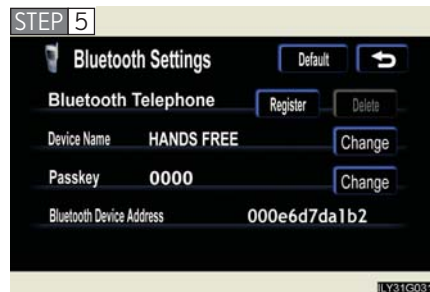 STEP 5
Bluetooth Settings Default
Bluetooth Telephone Register Delete
Device Name HANDS FREE Change
Passkey 0000 Change
Bluetooth Device Address 000e6d7da1b2
ILY31G031